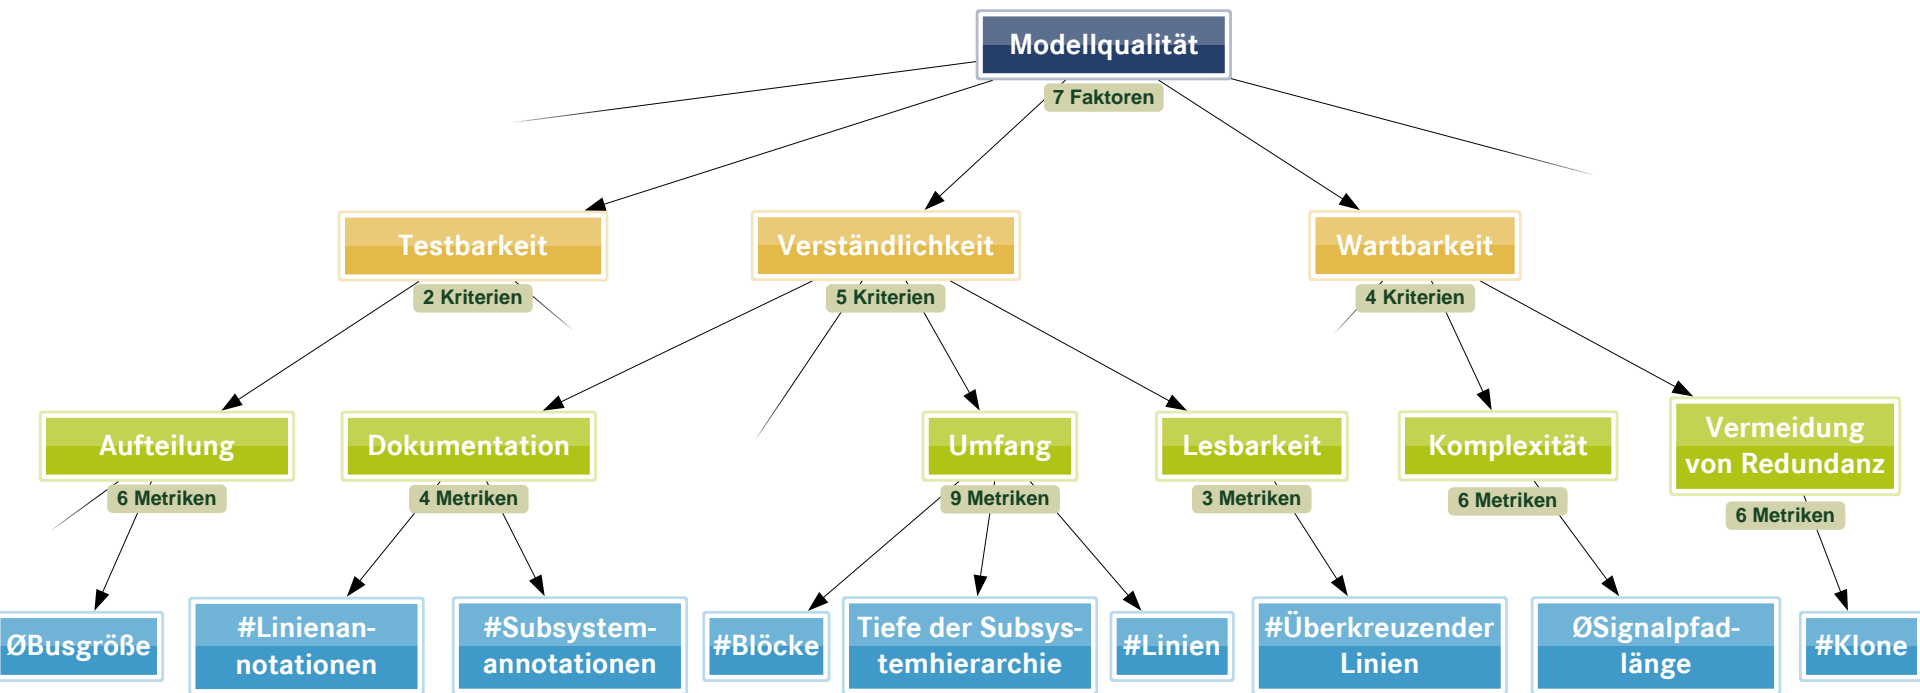 Modellqualität
7 Faktoren
Testbarkeit
Verständlichkeit
Wartbarkeit
2 Kriterien
5 Kriterien
4 Kriterien
Aufteilung
Dokumentation
Umfang
Lesbarkeit
Komplexität
Vermeidung
von Redundanz
6 Metriken
4 Metriken
9 Metriken
3 Metriken
6 Metriken
6 Metriken
ØBusgröße
#Linienan-
notationen
#Subsystem-
annotationen
#Blöcke
Tiefe der Subsys-
temhierarchie
#Linien
#Überkreuzender
Linien
ØSignalpfad-
länge
#Klone